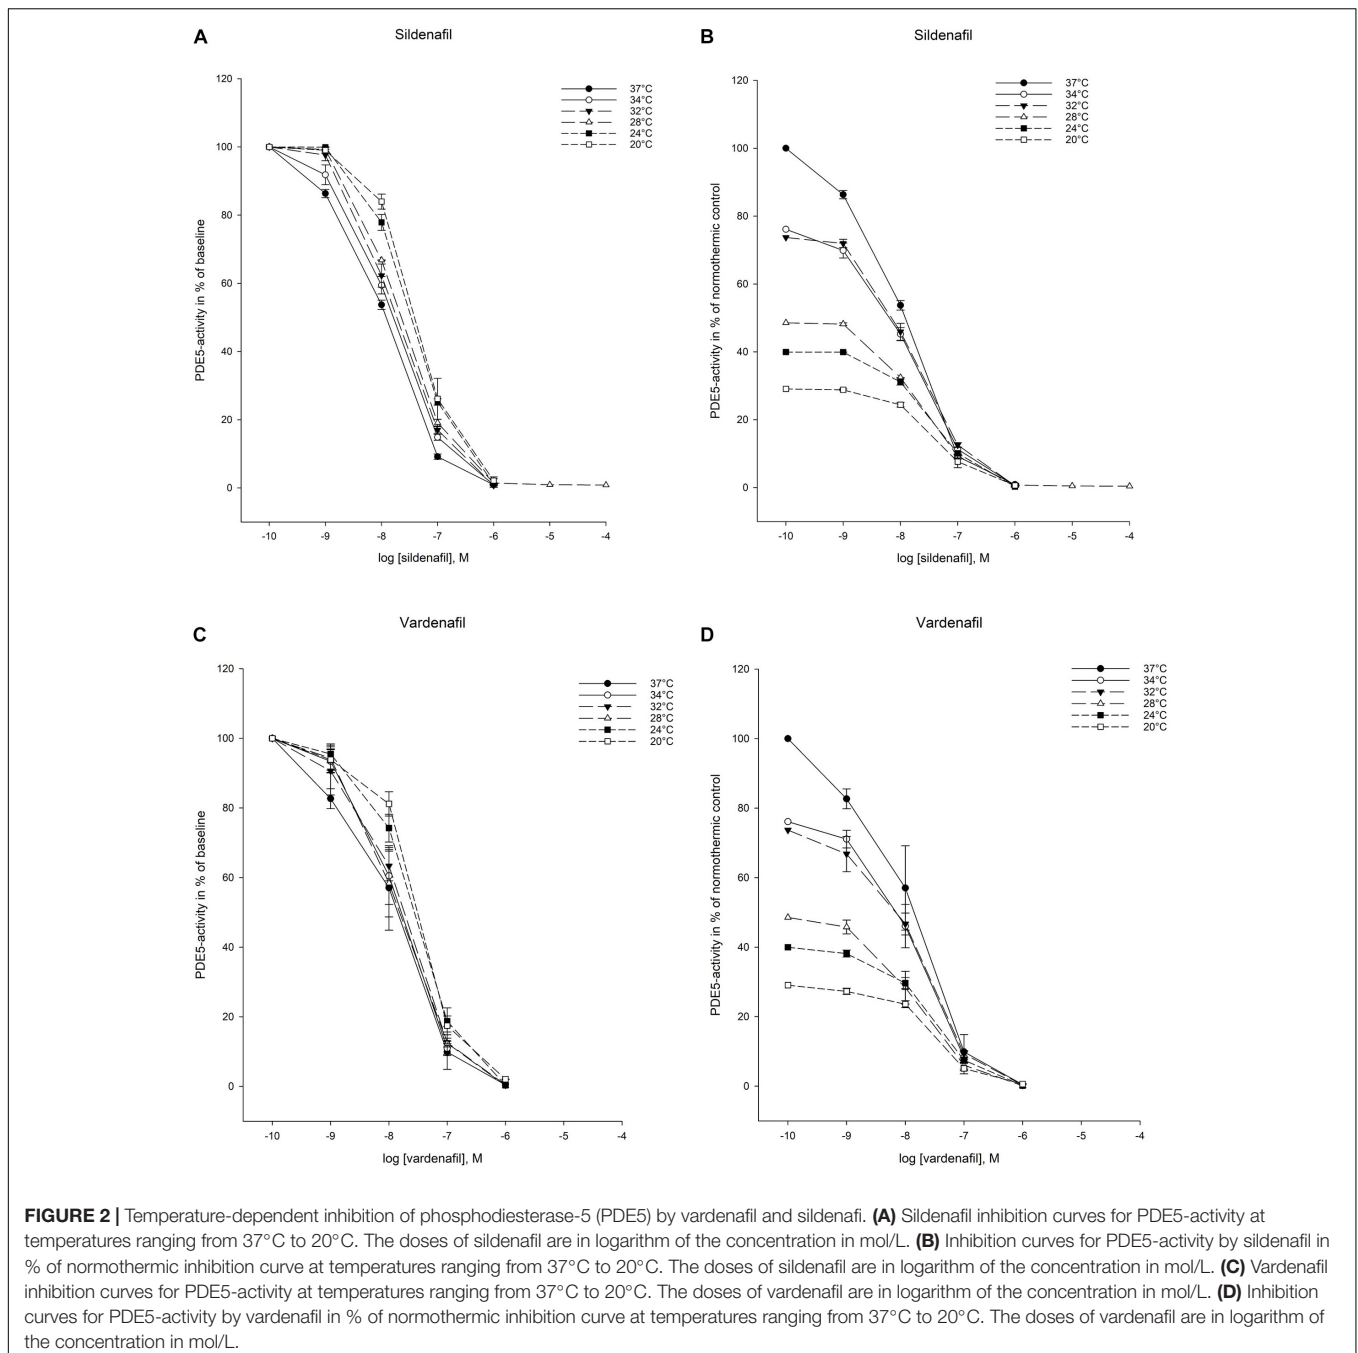 A
Sildenafil
PDE5-activity in % of baseline
120
100
80
60
40
20
0
-10 -9 -8 -7 -6 -5 -4
log [sildenafil], M
37°C
34°C
32°C
28°C
24°C
20°C
B
Sildenafil
PDE5-activity in % of normothermic control
120
100
80
60
40
20
0
-10 -9 -8 -7 -6 -5 -4
log [sildenafil], M
37°C
34°C
32°C
28°C
24°C
20°C
C
Vardenafil
PDE5-activity in % of baseline
120
100
80
60
40
20
0
-10 -9 -8 -7 -6 -5 -4
log [vardenafil], M
37°C
34°C
32°C
28°C
24°C
20°C
D
Vardenafil
PDE5-activity in % of normothermic control
120
100
80
60
40
20
0
-10 -9 -8 -7 -6 -5 -4
log [vardenafil], M
37°C
34°C
32°C
28°C
24°C
20°C
FIGURE 2 | Temperature-dependent inhibition of phosphodiesterase-5 (PDE5) by vardenafil and sildenafi. (A) Sildenafil inhibition curves for PDE5-activity at
temperatures ranging from 37°C to 20°C. The doses of sildenafil are in logarithm of the concentration in mol/L. (B) Inhibition curves for PDE5-activity by sildenafil in
% of normothermic inhibition curve at temperatures ranging from 37°C to 20°C. The doses of sildenafil are in logarithm of the concentration in mol/L. (C) Vardenafil
inhibition curves for PDE5-activity at temperatures ranging from 37°C to 20°C. The doses of vardenafil are in logarithm of the concentration in mol/L. (D) Inhibition
curves for PDE5-activity by vardenafil in % of normothermic inhibition curve at temperatures ranging from 37°C to 20°C. The doses of vardenafil are in logarithm of
the concentration in mol/L.